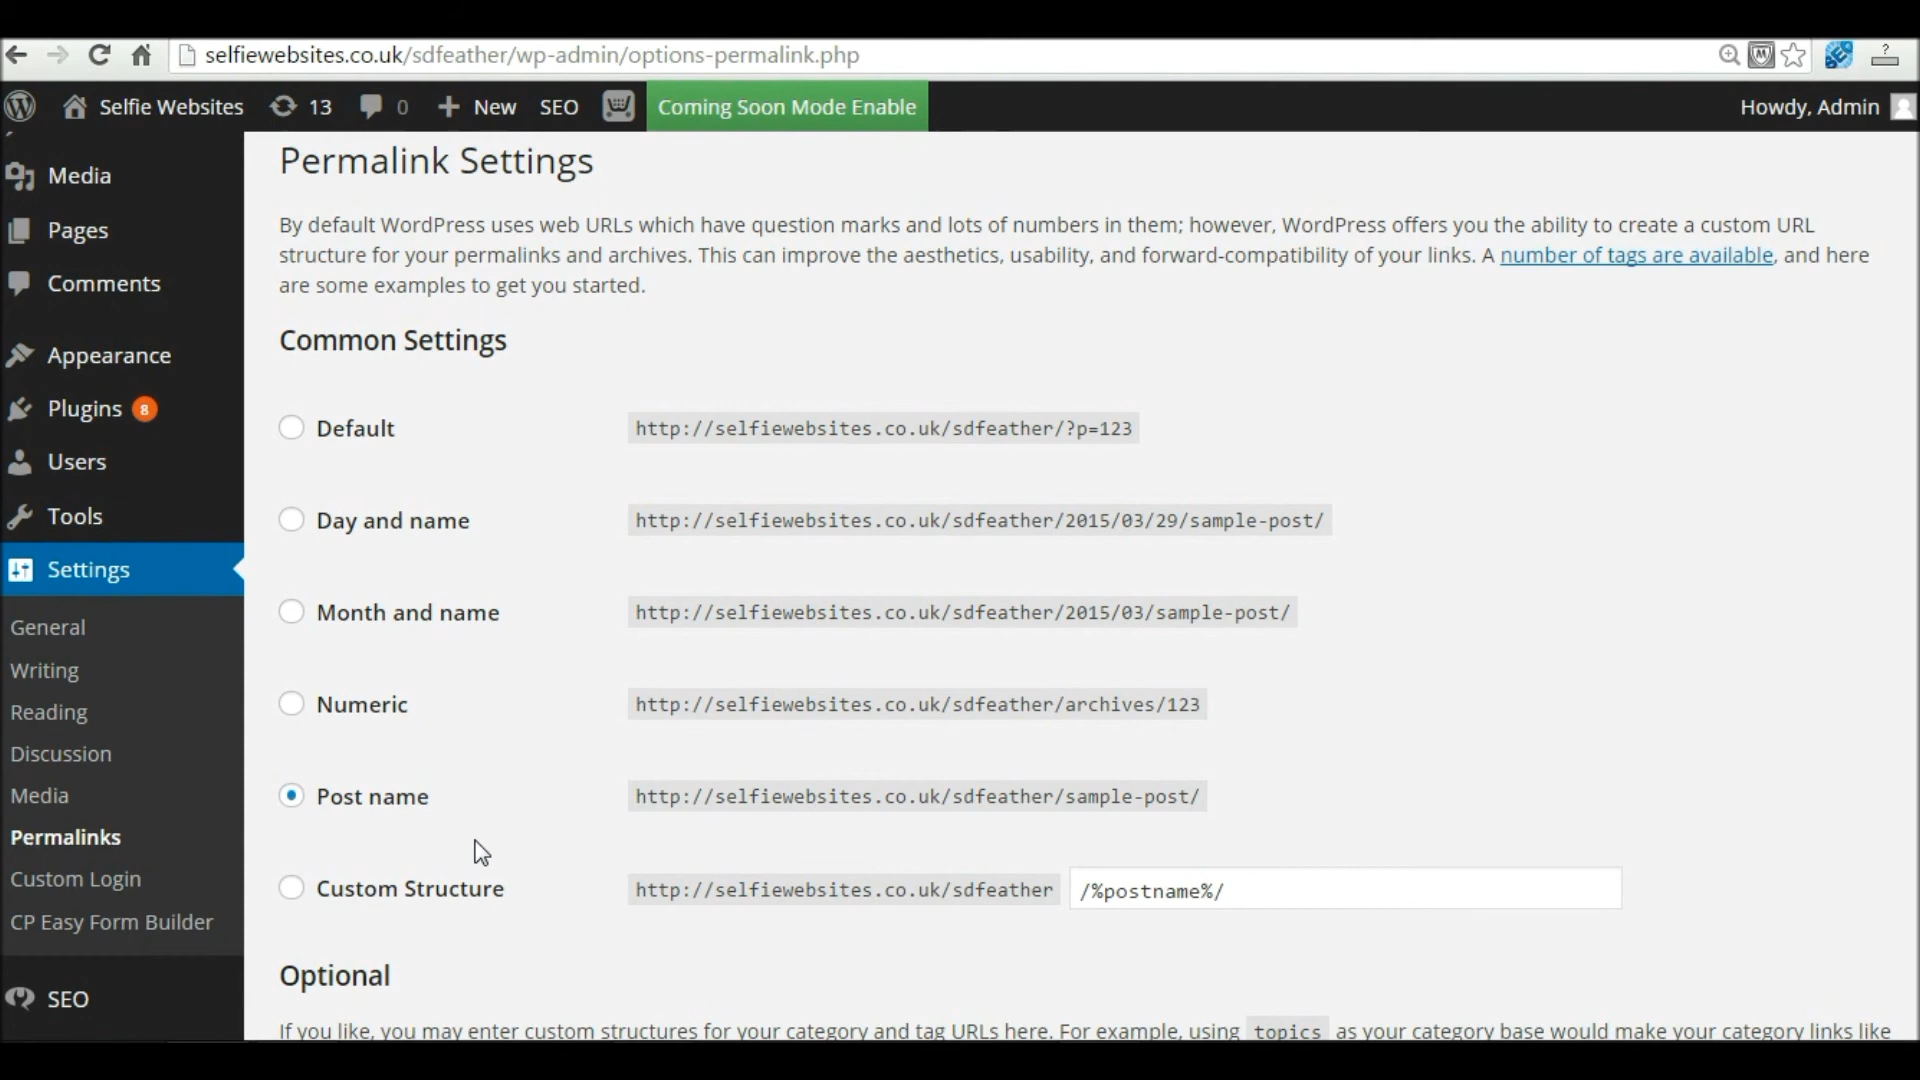 selfiewebsites.co.uk/sdfeather/wp-admin/options-permalink.php
Selfie Websites 13 0 New SEO Coming Soon Mode Enable Howdy, Admin
Media
Pages
Comments
Appearance
Plugins 8
Users
Tools
Settings
General
Writing
Reading
Discussion
Media
Permalinks
Custom Login
CP Easy Form Builder
SEO
Permalink Settings
By default WordPress uses web URLs which have question marks and lots of numbers in them; however, WordPress offers you the ability to create a custom URL
structure for your permalinks and archives. This can improve the aesthetics, usability, and forward-compatibility of your links. A number of tags are available, and here
are some examples to get you started.
Common Settings
Default http://selfiewebsites.co.uk/sdfeather/?p=123
Day and name http://selfiewebsites.co.uk/sdfeather/2015/03/29/sample-post/
Month and name http://selfiewebsites.co.uk/sdfeather/2015/03/sample-post/
Numeric http://selfiewebsites.co.uk/sdfeather/archives/123
Post name http://selfiewebsites.co.uk/sdfeather/sample-post/
Custom Structure http://selfiewebsites.co.uk/sdfeather /%postname%/
Optional
If you like, you may enter custom structures for your category and tag URLs here. For example, using topics as your category base would make your category links like